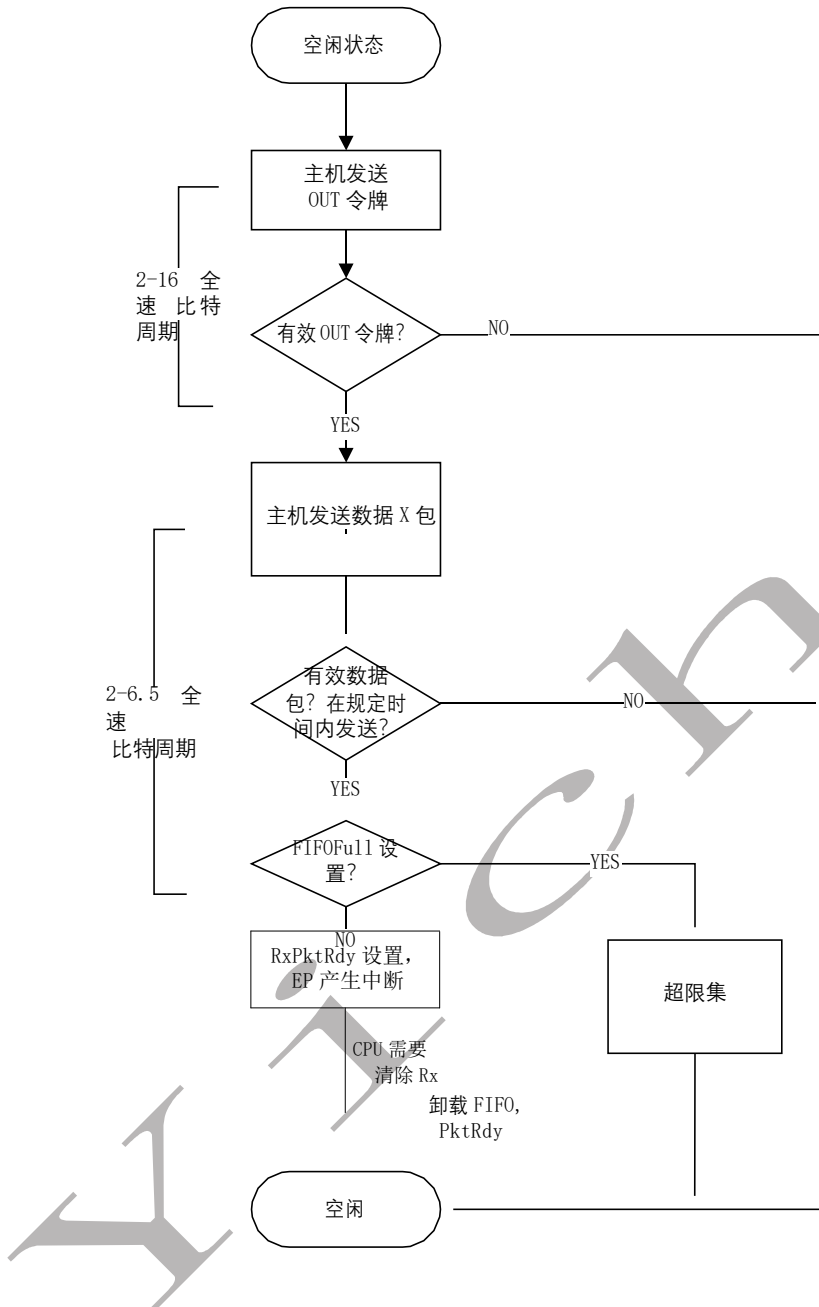 空闲状态
主机发送
OUT 令牌
2-16 全
速 比特
周期
有效 OUT 令牌?
NO
YES
主机发送数据 X 包
有效数据
包? 在规定时
间内发送?
NO
2-6.5 全
速
比特周期
YES
FIFOFull 设
置?
YES
NO
RxPktRdy 设置,
EP 产生中断
超限集
CPU 需要
清除 Rx
卸载 FIFO,
PktRdy
空闲
Yich